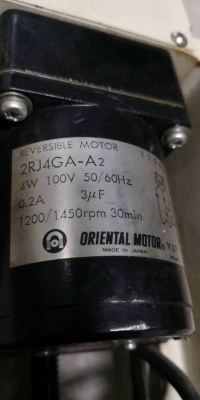 REVERSIBLE MOTOR
2RJ4GA-A2
4W 100V 50/60Hz
0.2A 3μF
1200/1450rpm 30min
ORIENTAL MOTOR
MADE IN JAPAN